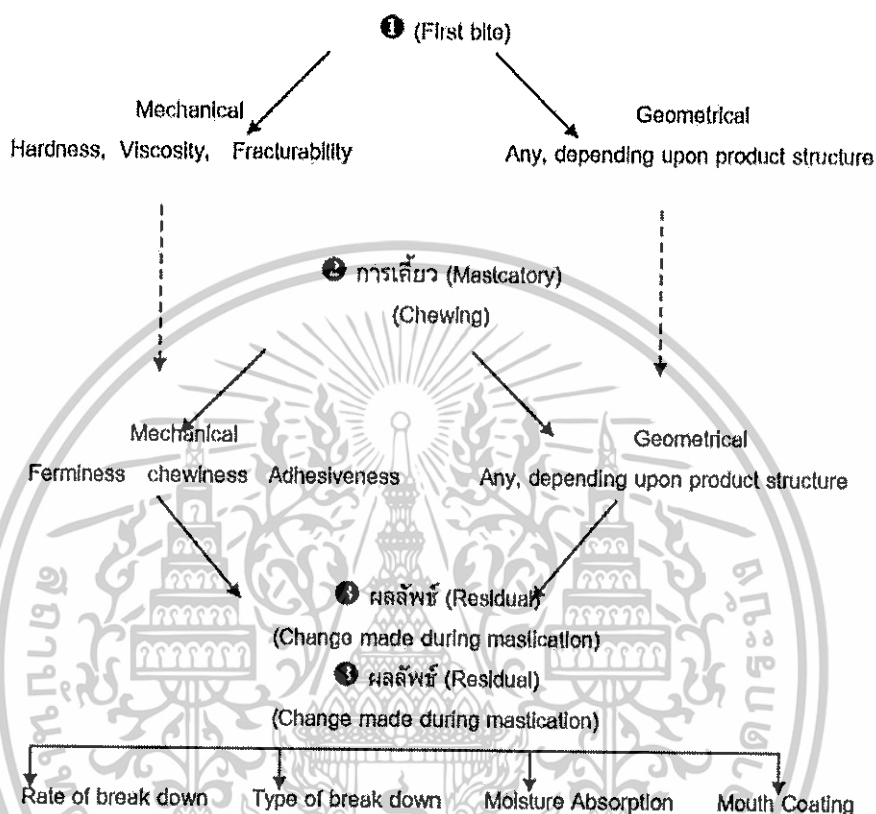 ❶ (First bite)
Mechanical
Hardness, Viscosity, Fracturability
Geometrical
Any, depending upon product structure
❷ การเคี้ยว (Masicatory)
(Chewing)
Mechanical
Ferminess chewiness Adhesiveness
Geometrical
Any, depending upon product structure
❸ ผลลัพช์ (Residual)
(Change made during mastication)
❸ ผลลัพช์ (Residual)
(Change made during mastication)
Rate of break down Type of break down Moisture Absorption Mouth Coating